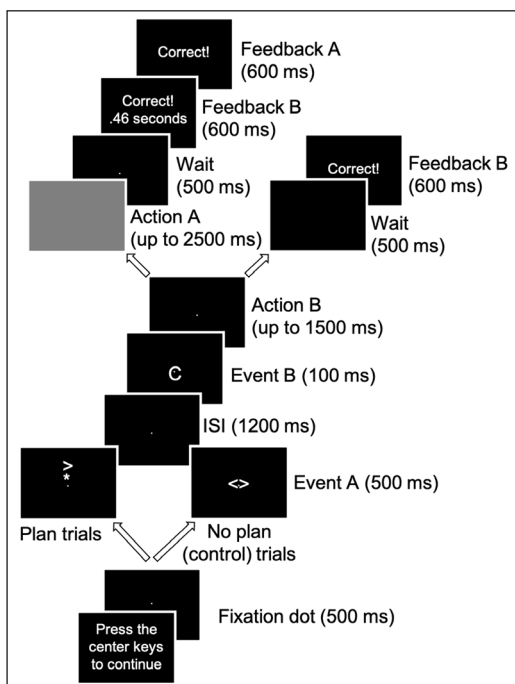 Correct!
Feedback A
(600 ms)
Correct!
.46 seconds
Feedback B
(600 ms)
Wait
(500 ms)
Correct!
Feedback B
(600 ms)
Action A
(up to 2500 ms)
Wait
(500 ms)
Action B
(up to 1500 ms)
C
Event B (100 ms)
ISI (1200 ms)
>
*
<>
Event A (500 ms)
Plan trials
No plan
(control) trials
Fixation dot (500 ms)
Press the
center keys
to continue